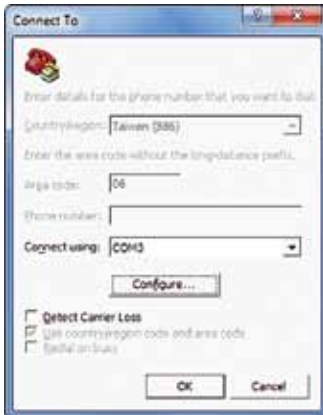 Connect To
Enter details for the phone number that you want to dial:
Country/region: Taiwan (886)
Enter the area code without the long-distance prefix.
Area code: 06
Phone number:
Connect using: COM3
Configure...
Detect Carrier Loss
Use country/region code and area code
Redial on busy
OK Cancel